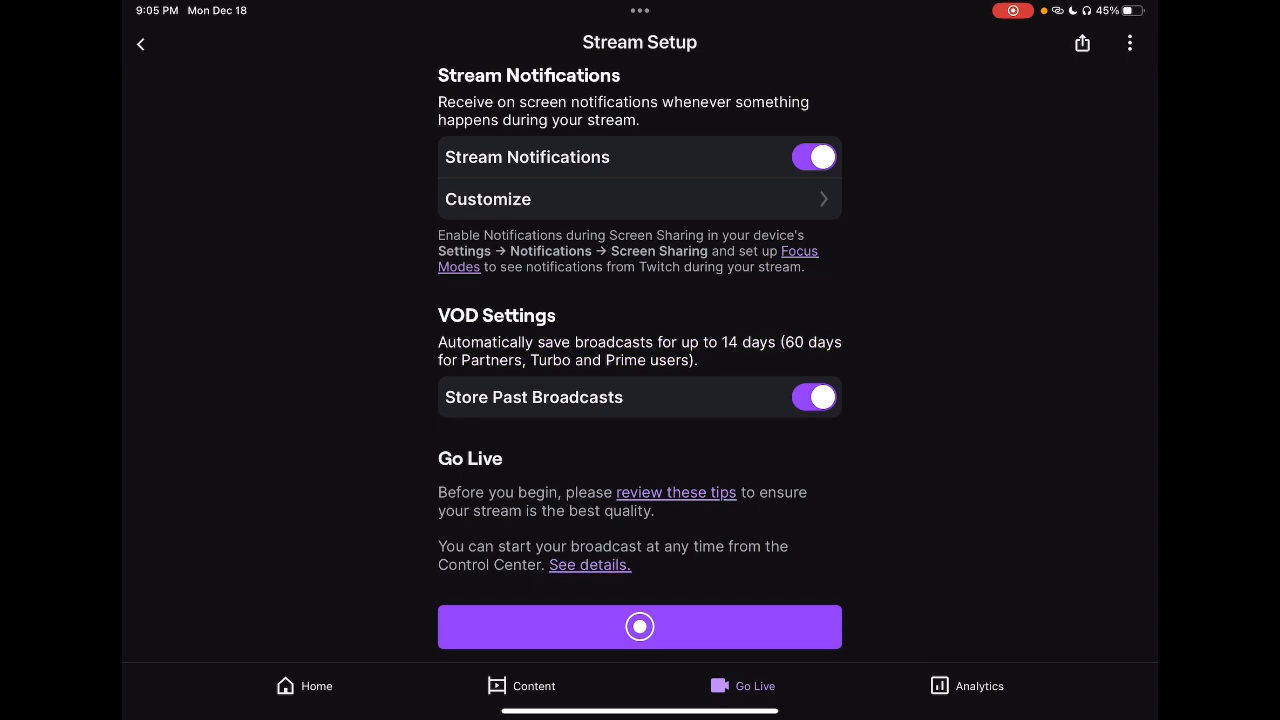 9:05 PM Mon Dec 18
45%
Stream Setup
Stream Notifications
Receive on screen notifications whenever something
happens during your stream.
Stream Notifications
Customize
Enable Notifications during Screen Sharing in your device's
Settings → Notifications → Screen Sharing and set up Focus
Modes to see notifications from Twitch during your stream.
VOD Settings
Automatically save broadcasts for up to 14 days (60 days
for Partners, Turbo and Prime users).
Store Past Broadcasts
Go Live
Before you begin, please review these tips to ensure
your stream is the best quality.
You can start your broadcast at any time from the
Control Center. See details.
Home
Content
Go Live
Analytics